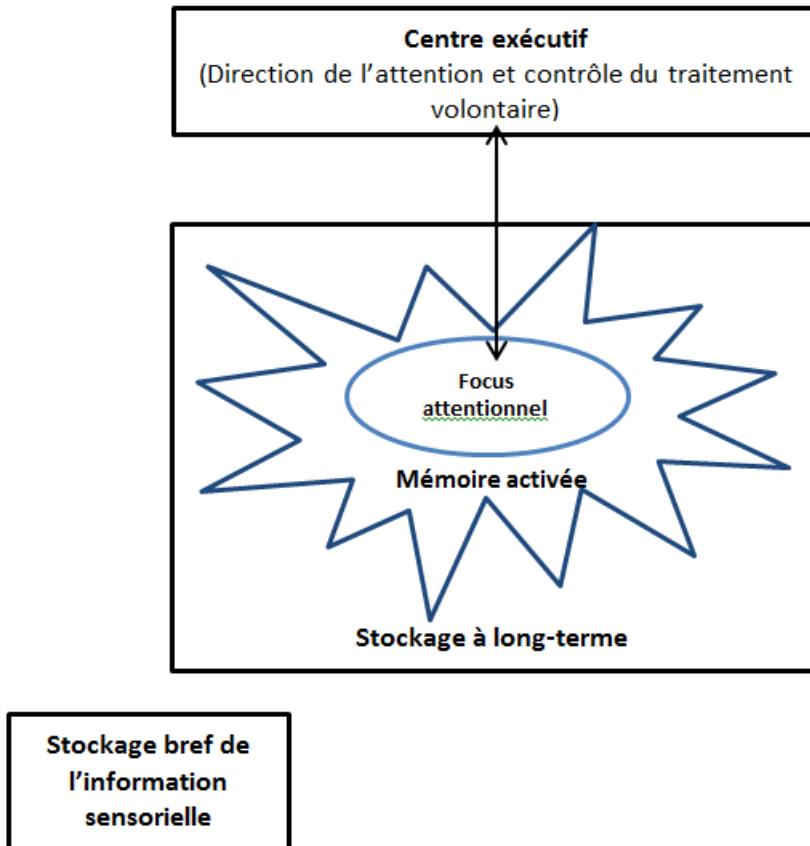 Centre exécutif
(Direction de l'attention et contrôle du traitement
volontaire)
Focus
attentionnel
Mémoire activée
Stockage à long-terme
Stockage bref de
l'information
sensorielle